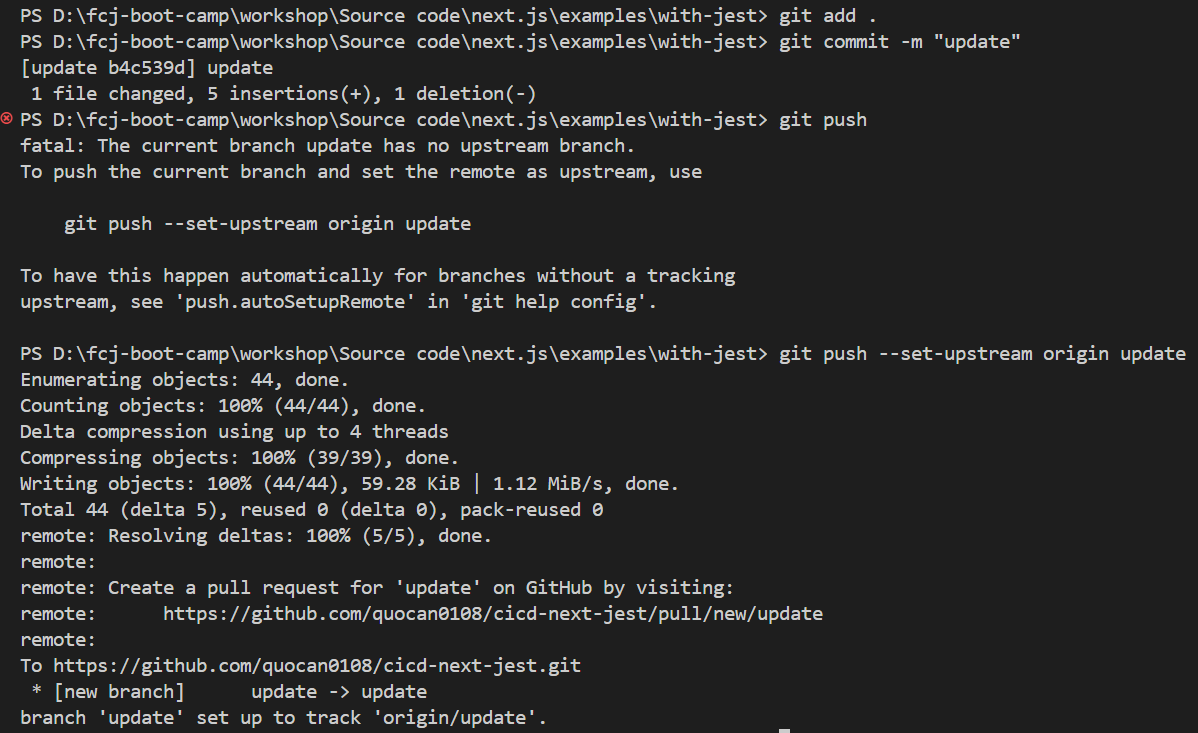 PS D:\fcj-boot-camp\workshop\Source code\next.js\examples\with-jest> git add .
PS D:\fcj-boot-camp\workshop\Source code\next.js\examples\with-jest> git commit -m "update"
[update b4c539d] update
 1 file changed, 5 insertions(+), 1 deletion(-)
PS D:\fcj-boot-camp\workshop\Source code\next.js\examples\with-jest> git push
fatal: The current branch update has no upstream branch.
To push the current branch and set the remote as upstream, use

    git push --set-upstream origin update

To have this happen automatically for branches without a tracking
upstream, see 'push.autoSetupRemote' in 'git help config'.

PS D:\fcj-boot-camp\workshop\Source code\next.js\examples\with-jest> git push --set-upstream origin update
Enumerating objects: 44, done.
Counting objects: 100% (44/44), done.
Delta compression using up to 4 threads
Compressing objects: 100% (39/39), done.
Writing objects: 100% (44/44), 59.28 KiB | 1.12 MiB/s, done.
Total 44 (delta 5), reused 0 (delta 0), pack-reused 0
remote: Resolving deltas: 100% (5/5), done.
remote:
remote: Create a pull request for 'update' on GitHub by visiting:
remote:      https://github.com/quocan0108/cicd-next-jest/pull/new/update
remote:
To https://github.com/quocan0108/cicd-next-jest.git
 * [new branch]      update -> update
branch 'update' set up to track 'origin/update'.